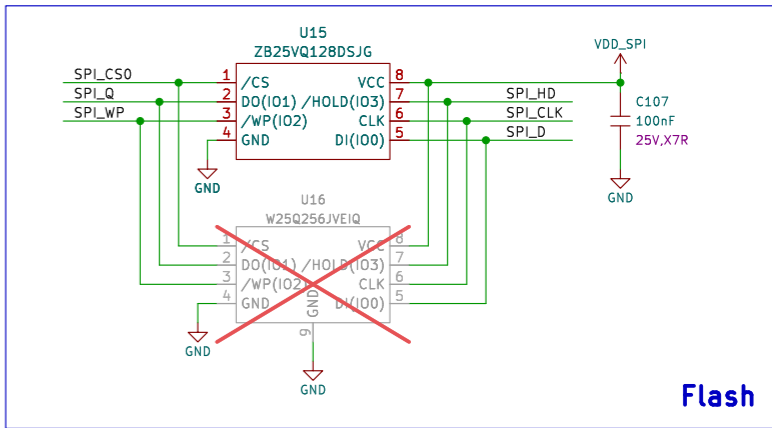 U15
ZB25VQ128DSJG
VDD_SPI
SPI_CS0 1 /CS VCC 8
SPI_Q 2 DO(IO1) /HOLD(IO3) 7 SPI_HD
SPI_WP 3 /WP(IO2) CLK 6 SPI_CLK
4 GND DI(IO0) 5 SPI_D
C107
100nF
25V,X7R
GND
GND
U16
W25Q256JVEIQ
1 /CS VCC 8
2 DO(IO1) /HOLD(IO3) 7
3 /WP(IO2) CLK 6
4 GND DI(IO0) 5
GND
9
GND
GND
Flash